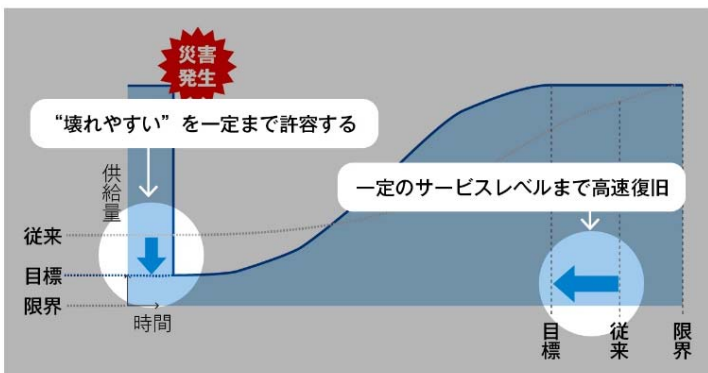 災害
発生
“壊れやすい”を一定まで許容する
供給量
一定のサービスレベルまで高速復旧
従来
目標
限界
時間
目標
従来
限界